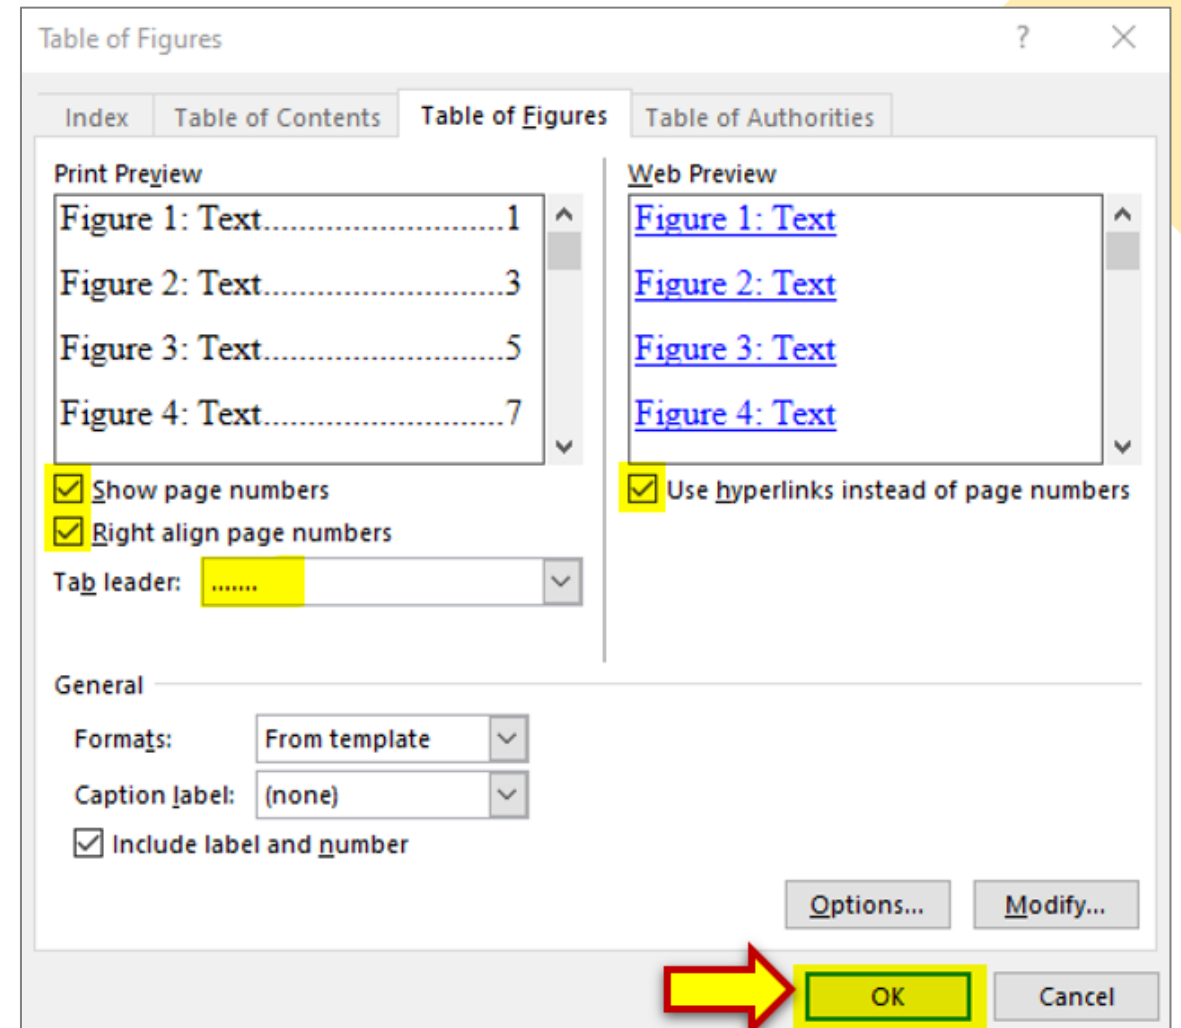 Table of Figures
?
Index Table of Contents Table of Figures Table of Authorities
Print Preview
Figure 1: Text...........................1
Figure 2: Text...........................3
Figure 3: Text...........................5
Figure 4: Text...........................7
Show page numbers
Right align page numbers
Tab leader: .......
Web Preview
Figure 1: Text
Figure 2: Text
Figure 3: Text
Figure 4: Text
Use hyperlinks instead of page numbers
General
Formats: From template
Caption label: (none)
Include label and number
Options... Modify...
OK Cancel